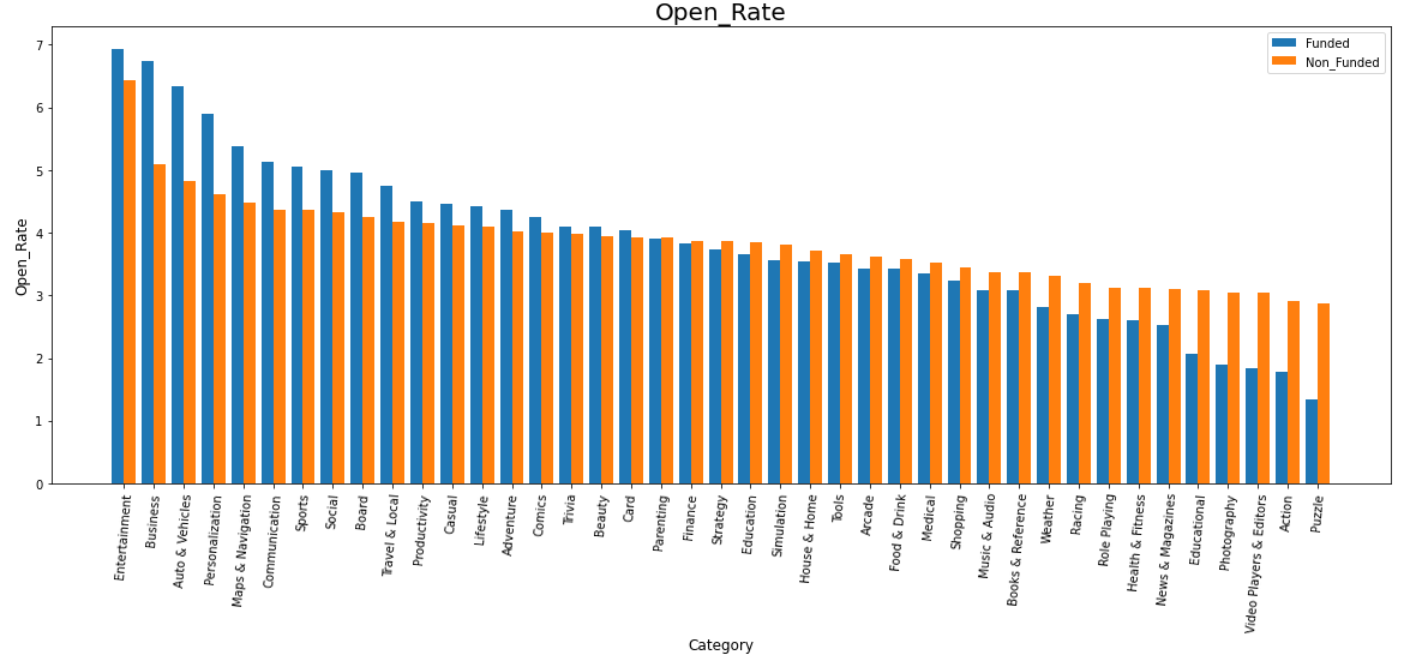 Open_Rate
Funded
Non_Funded
Open_Rate
7
6
5
4
3
2
1
0
Entertainment
Business
Auto & Vehicles
Personalization
Maps & Navigation
Communication
Sports
Social
Board
Travel & Local
Productivity
Casual
Lifestyle
Adventure
Comics
Trivia
Beauty
Card
Parenting
Finance
Strategy
Education
Simulation
House & Home
Tools
Arcade
Food & Drink
Medical
Shopping
Music & Audio
Books & Reference
Weather
Racing
Role Playing
Health & Fitness
News & Magazines
Educational
Photography
Video Players & Editors
Action
Puzzle
Category